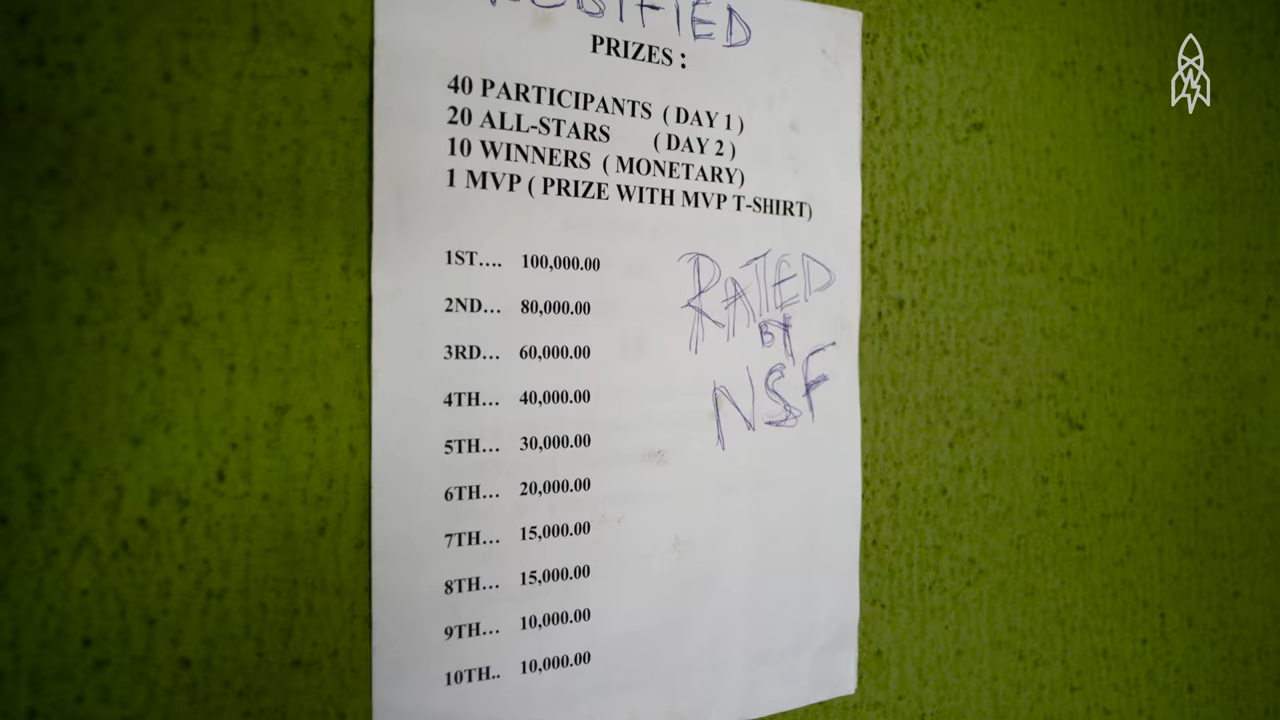 PRIZES :
40 PARTICIPANTS ( DAY 1 )
20 ALL-STARS ( DAY 2 )
10 WINNERS ( MONETARY)
1 MVP ( PRIZE WITH MVP T-SHIRT)
1ST.... 100,000.00
2ND... 80,000.00
3RD... 60,000.00
4TH... 40,000.00
5TH... 30,000.00
6TH... 20,000.00
7TH... 15,000.00
8TH... 15,000.00
9TH... 10,000.00
10TH.. 10,000.00
RATED
BY
NSF